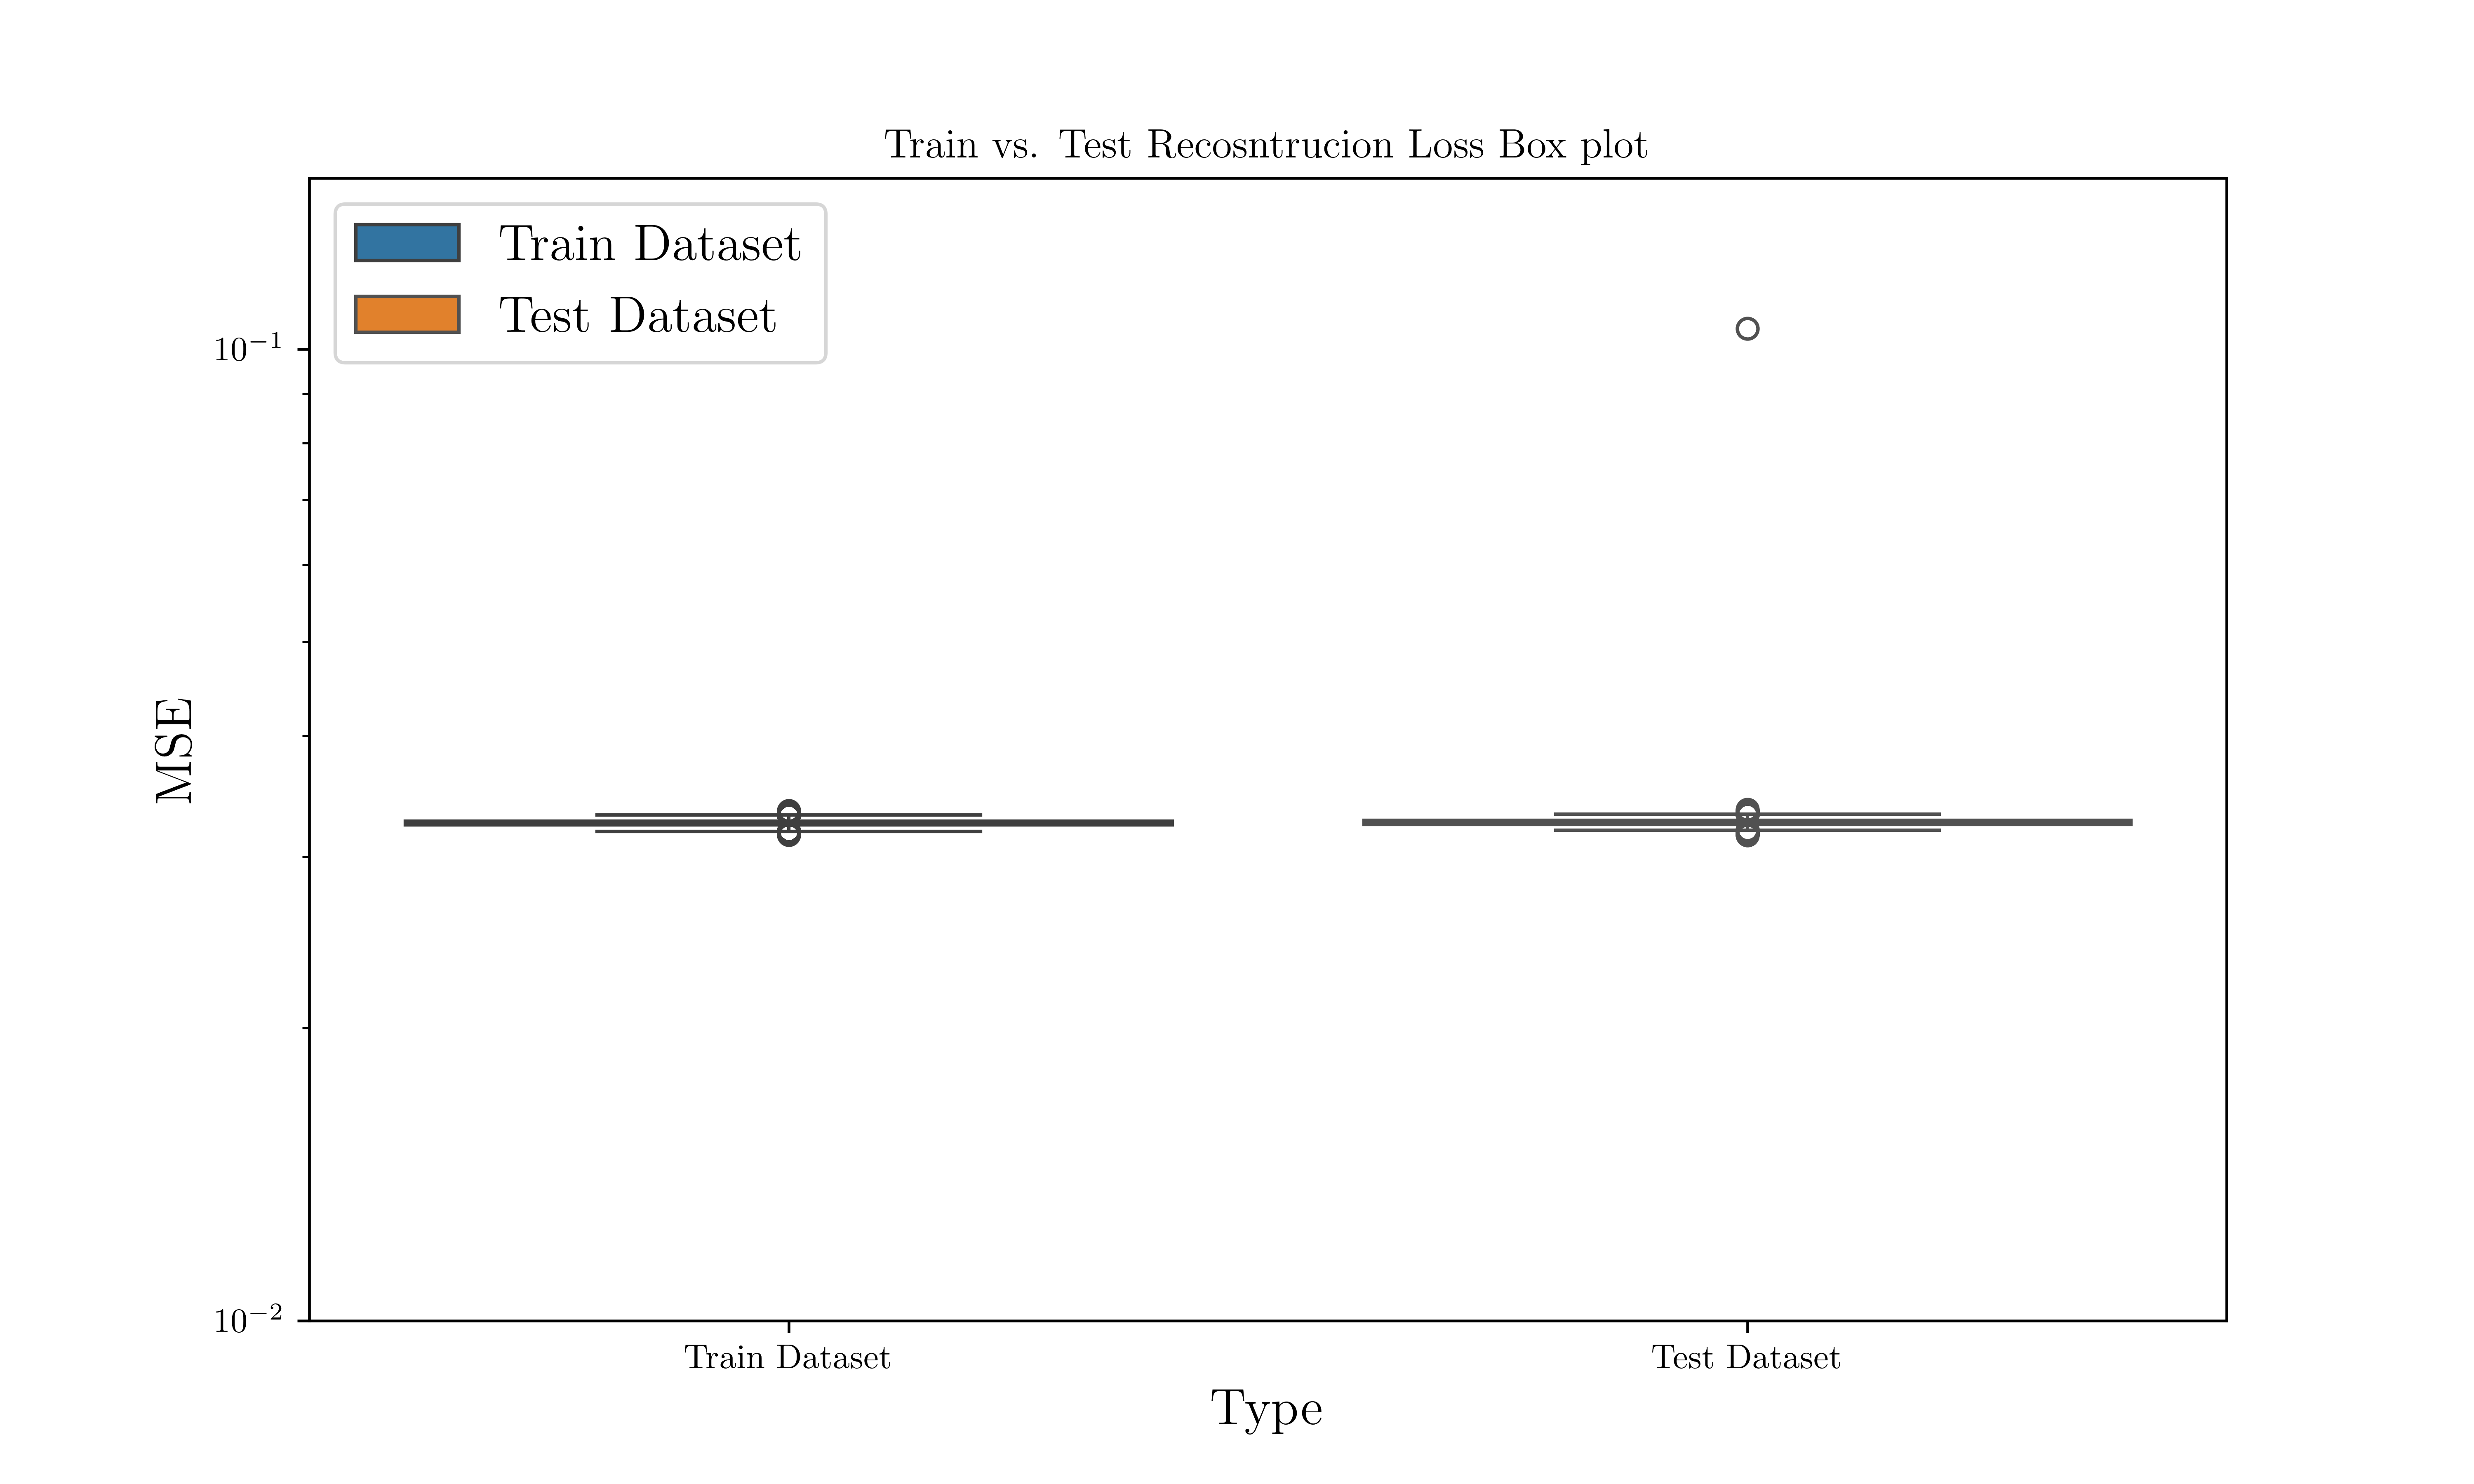 Train vs. Test Recosntrucion Loss Box plot
Train Dataset
Test Dataset
10⁻¹
MSE
10⁻²
Train Dataset
Test Dataset
Type